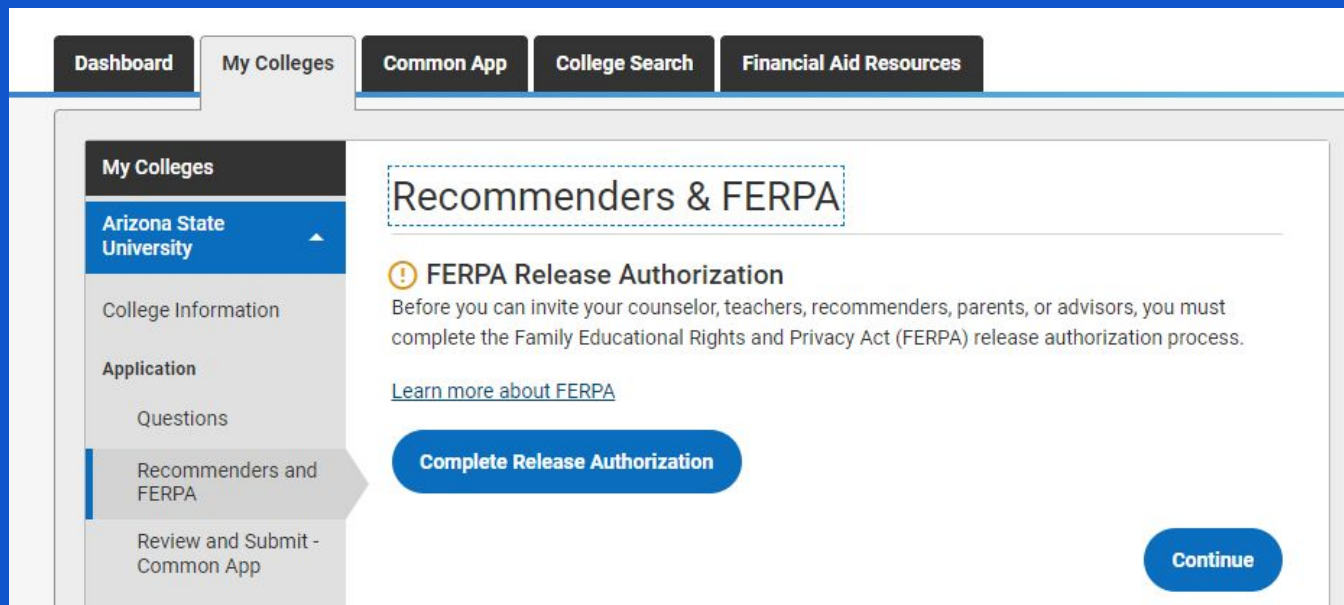 Dashboard
My Colleges
Common App
College Search
Financial Aid Resources
My Colleges
Arizona State
University
College Information
Application
Questions
Recommenders and
FERPA
Review and Submit -
Common App
Recommenders & FERPA
FERPA Release Authorization
Before you can invite your counselor, teachers, recommenders, parents, or advisors, you must
complete the Family Educational Rights and Privacy Act (FERPA) release authorization process.
Learn more about FERPA
Complete Release Authorization
Continue